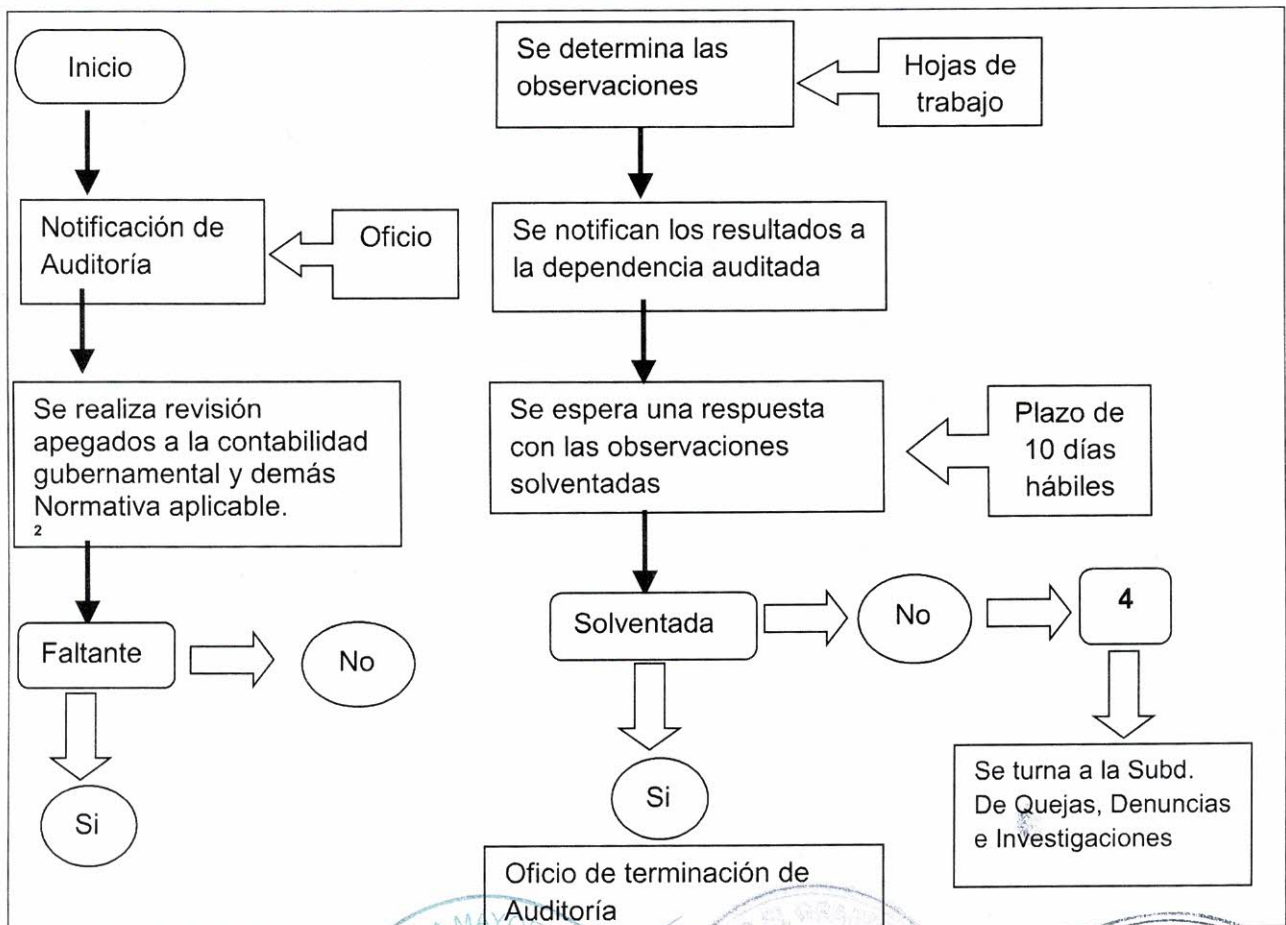 Inicio
Notificación de
Auditoría
Oficio
Se realiza revisión
apegados a la contabilidad
gubernamental y demás
Normativa aplicable.
2
Faltante
No
Si
Se determina las
observaciones
Hojas de
trabajo
Se notifican los resultados a
la dependencia auditada
Se espera una respuesta
con las observaciones
solventadas
Plazo de
10 días
hábiles
Solventada
No
4
Si
Se turna a la Subd.
De Quejas, Denuncias
e Investigaciones
Oficio de terminación de
Auditoría